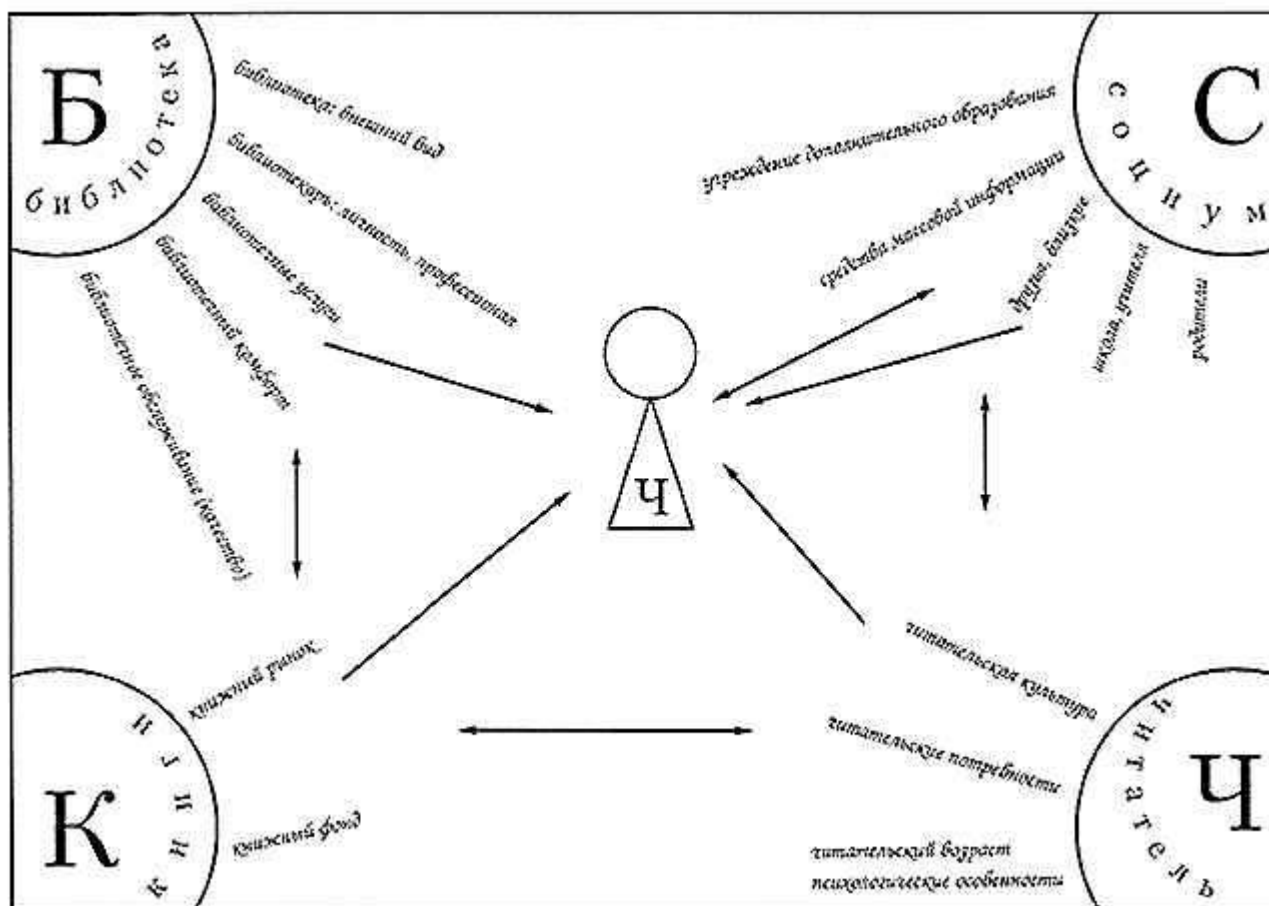 Б
библиотека
библиотека: внешний вид
библиотекарь: личность, профессионал
библиотечные услуги
библиотечный комфорт
библиотечное обслуживание (качество)
С
социум
учреждение дополнительного образования
средства массовой информации
друзья, близкие
школа, учителя
родители
Ч
К
книги
книжный рынок
книжный фонд
Ч
читатель
читательская культура
читательские потребности
читательский возраст
психологические особенности